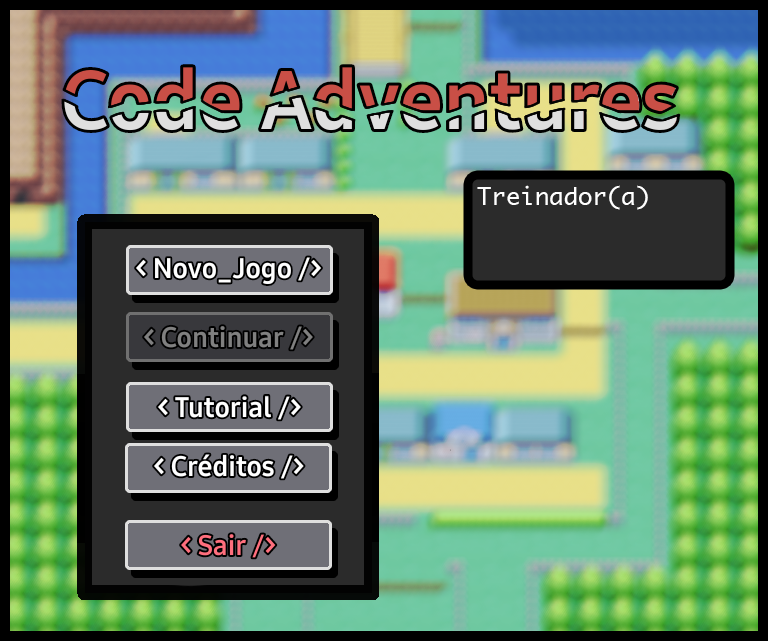 Code Adventures
Treinador(a)
< Novo_Jogo />
< Continuar />
< Tutorial />
< Créditos />
< Sair />